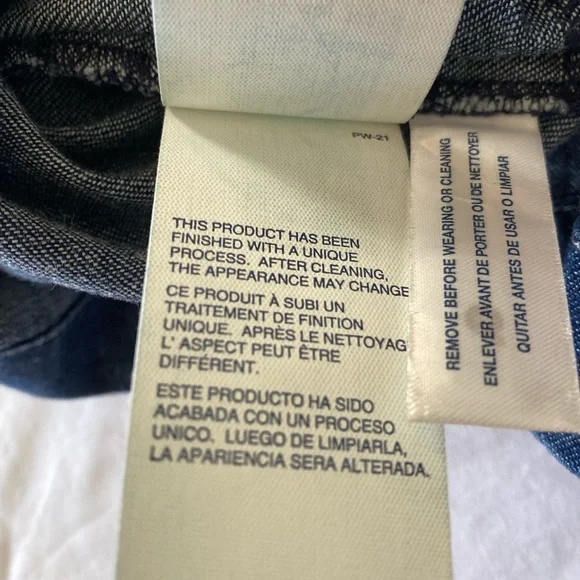 PW-21
THIS PRODUCT HAS BEEN
FINISHED WITH A UNIQUE
PROCESS. AFTER CLEANING,
THE APPEARANCE MAY CHANGE
CE PRODUIT À SUBI UN
TRAITEMENT DE FINITION
UNIQUE. APRÈS LE NETTOYAG
L' ASPECT PEUT ÊTRE
DIFFÉRENT.
ESTE PRODUCTO HA SIDO
ACABADA CON UN PROCESO
UNICO. LUEGO DE LIMPIARLA,
LA APARIENCIA SERA ALTERADA.
REMOVE BEFORE WEARING OR CLEANING
ENLEVER AVANT DE PORTER OU DE NETTOYER
QUITAR ANTES DE USAR O LIMPIAR